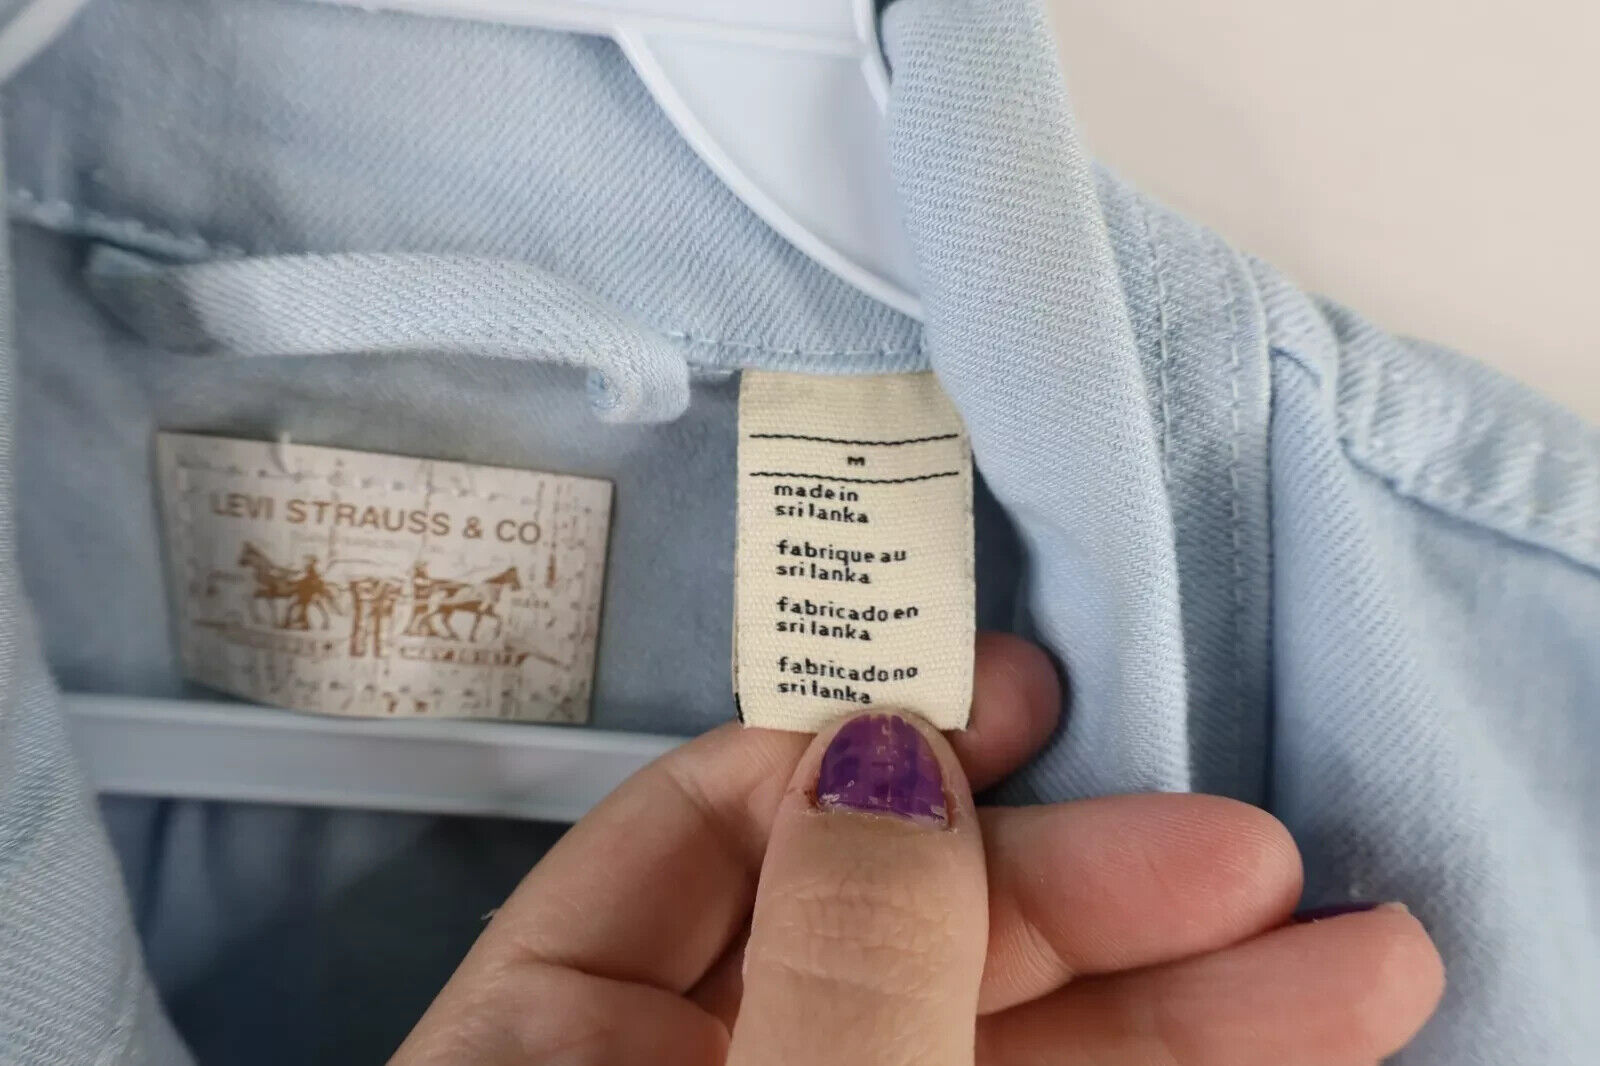 LEVI STRAUSS & CO.
M
made in
sri lanka
fabrique au
sri lanka
fabricado en
sri lanka
fabricado no
sri lanka